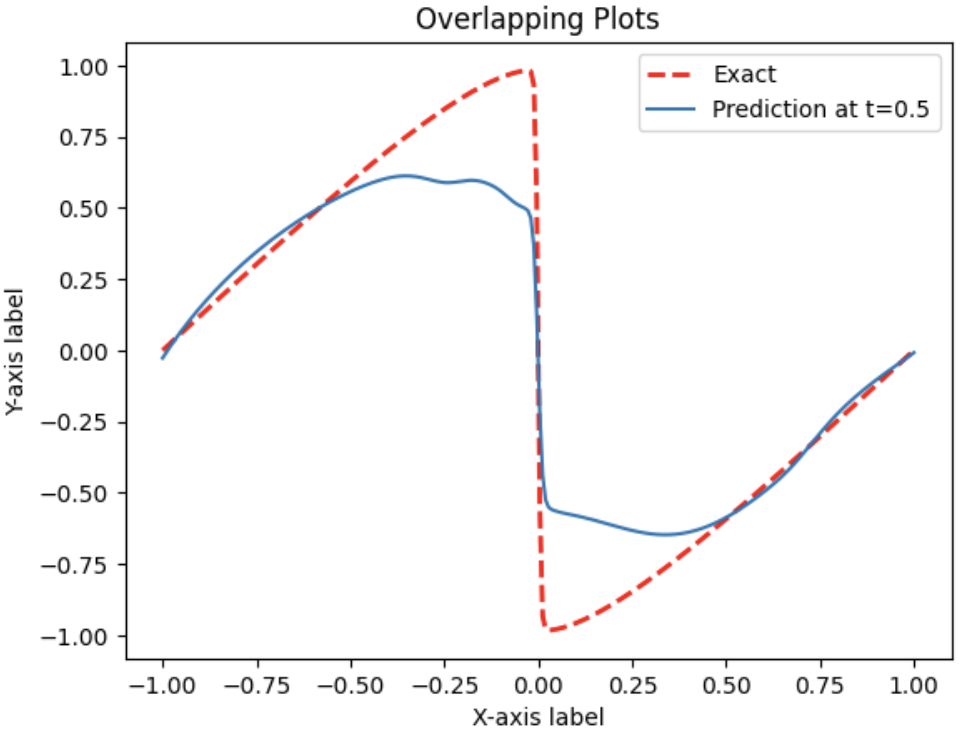 Overlapping Plots
Exact
Prediction at t=0.5
1.00
0.75
0.50
0.25
0.00
−0.25
−0.50
−0.75
−1.00
Y-axis label
−1.00 −0.75 −0.50 −0.25 0.00 0.25 0.50 0.75 1.00
X-axis label